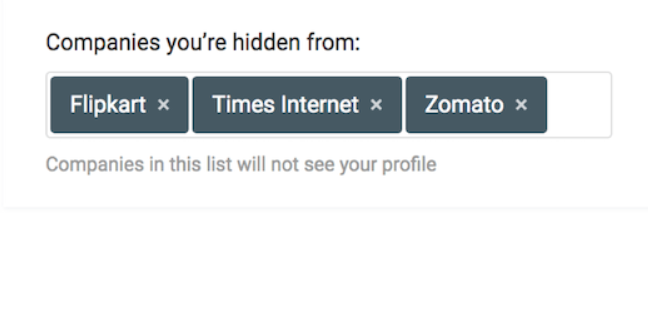 Companies you’re hidden from:
Flipkart × Times Internet × Zomato ×
Companies in this list will not see your profile